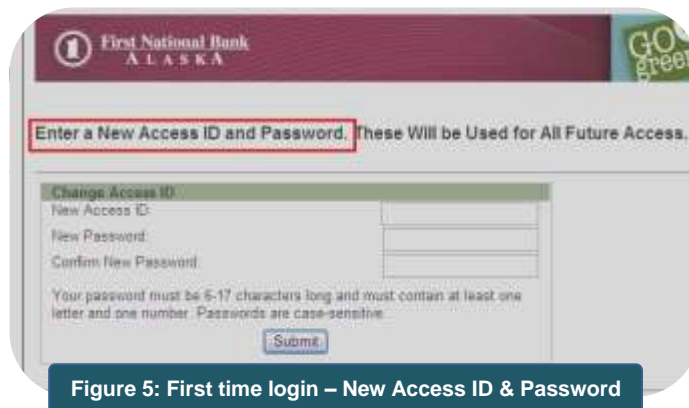 1 First National Bank
ALASKA
GO
green
Enter a New Access ID and Password. These Will be Used for All Future Access.
Change Access ID
New Access ID:
New Password:
Confirm New Password:
Your password must be 6-17 characters long and must contain at least one
letter and one number. Passwords are case-sensitive.
Submit
Figure 5: First time login – New Access ID & Password